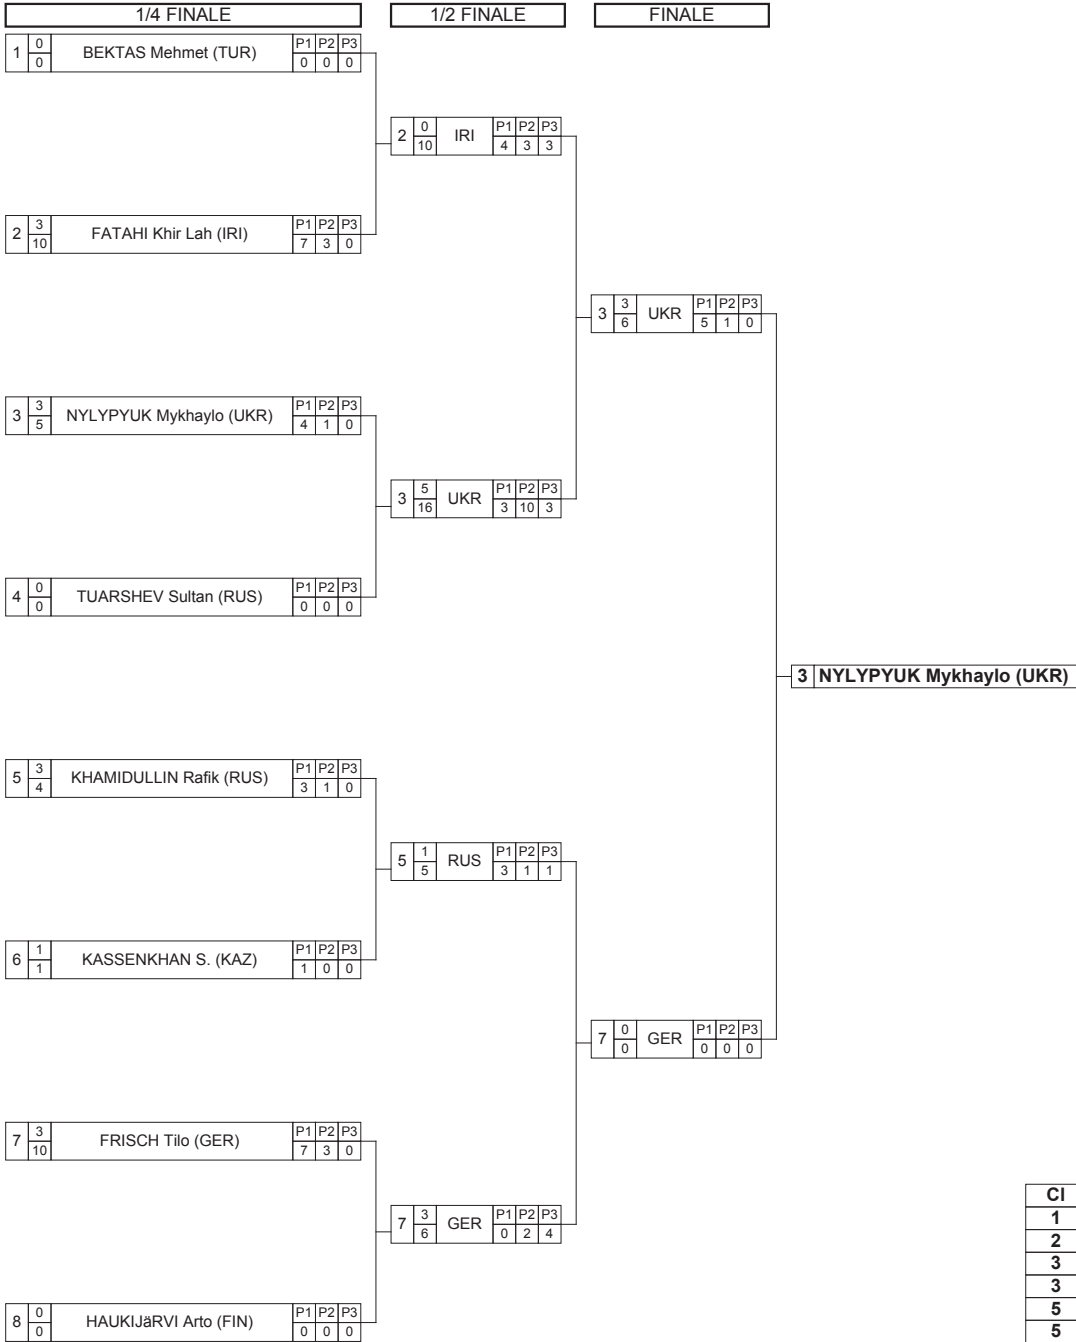 1/4 FINALE 1/2 FINALE FINALE
1 0 0 BEKTAS Mehmet (TUR) P1 P2 P3 0 0 0
2 0 10 IRI P1 P2 P3 4 3 3
2 3 10 FATAHI Khir Lah (IRI) P1 P2 P3 7 3 0
3 3 6 UKR P1 P2 P3 5 1 0
3 3 5 NYLYPYUK Mykhaylo (UKR) P1 P2 P3 4 1 0
3 5 16 UKR P1 P2 P3 3 10 3
4 0 0 TUARSHEV Sultan (RUS) P1 P2 P3 0 0 0
3 NYLYPYUK Mykhaylo (UKR)
5 3 4 KHAMIDULLIN Rafik (RUS) P1 P2 P3 3 1 0
5 1 5 RUS P1 P2 P3 3 1 1
6 1 1 KASSENKHAN S. (KAZ) P1 P2 P3 1 0 0
7 0 0 GER P1 P2 P3 0 0 0
7 3 10 FRISCH Tilo (GER) P1 P2 P3 7 3 0
7 3 6 GER P1 P2 P3 0 2 4
8 0 0 HAUKIJäRVI Arto (FIN) P1 P2 P3 0 0 0
Cl
1
2
3
3
5
5